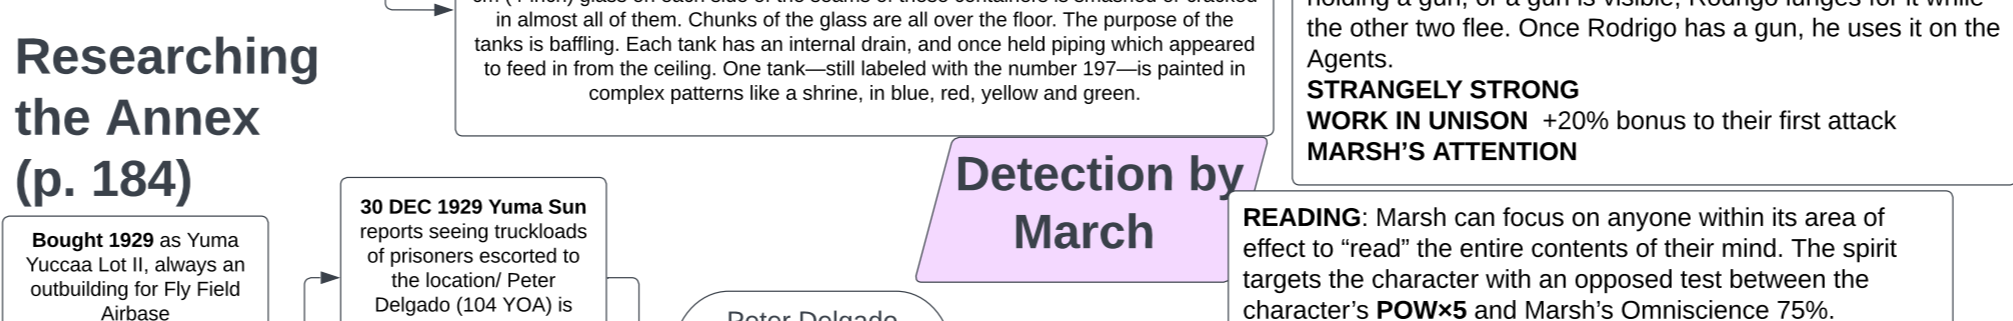 in almost all of them. Chunks of the glass are all over the floor. The purpose of the
tanks is baffling. Each tank has an internal drain, and once held piping which appeared
to feed in from the ceiling. One tank—still labeled with the number 197—is painted in
complex patterns like a shrine, in blue, red, yellow and green.
the other two flee. Once Rodrigo has a gun, he uses it on the
Agents.
STRANGELY STRONG
WORK IN UNISON +20% bonus to their first attack
MARSH’S ATTENTION
Researching
the Annex
(p. 184)
Bought 1929 as Yuma
Yuccaa Lot II, always an
outbuilding for Fly Field
Airbase
30 DEC 1929 Yuma Sun
reports seeing truckloads
of prisoners escorted to
the location/ Peter
Delgado (104 YOA) is
Peter Delgado
Detection by
March
READING: Marsh can focus on anyone within its area of
effect to “read” the entire contents of their mind. The spirit
targets the character with an opposed test between the
character’s POW×5 and Marsh’s Omniscience 75%.